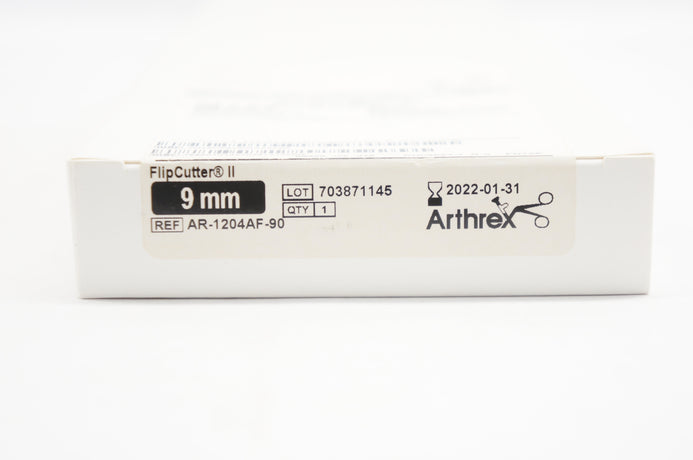 FlipCutter® II
9 mm
REF AR-1204AF-90
LOT 703871145
QTY 1
2022-01-31
Arthrex